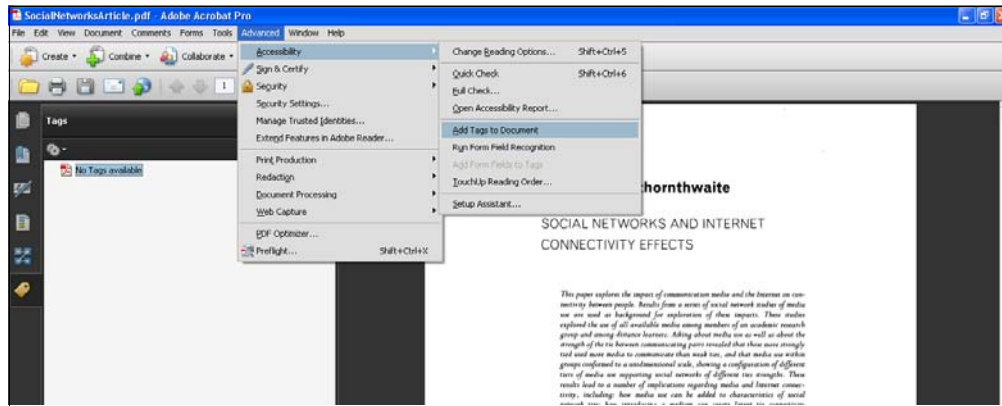 SocialNetworksArticle.pdf - Adobe Acrobat Pro
File Edit View Document Comments Forms Tools Advanced Window Help
Create Combine Collaborate
1
Tags
No Tags available
Accessibility
Sign & Certify
Security
Security Settings...
Manage Trusted Identities...
Extend Features in Adobe Reader...
Print Production
Redaction
Document Processing
Web Capture
PDF Optimizer...
Preflight... Shift+Ctrl+X
Change Reading Options... Shift+Ctrl+5
Quick Check Shift+Ctrl+6
Full Check...
Open Accessibility Report...
Add Tags to Document
Run Form Field Recognition
Add Form Fields to Tags
TouchUp Reading Order...
Setup Assistant...
hornthwaite
SOCIAL NETWORKS AND INTERNET
CONNECTIVITY EFFECTS
This paper explores the impact of communication media and the Internet on con-
nectivity between people. Results from a series of social network studies of media
use are used as background for exploration of these impacts. These studies
explored the use of all available media among members of an academic research
group and among distance learners. Asking about media use as well as about the
strength of the tie between communicating pairs revealed that those more strongly
tied used more media to communicate than weak ties, and that media use within
groups conformed to a unidimensional scale, showing a configuration of different
tiers of media use supporting social networks of different ties strengths. These
results lead to a number of implications regarding media and Internet connec-
tivity, including: how media use can be added to characteristics of social
network ties; how introducing a medium can create latent tie connectivity